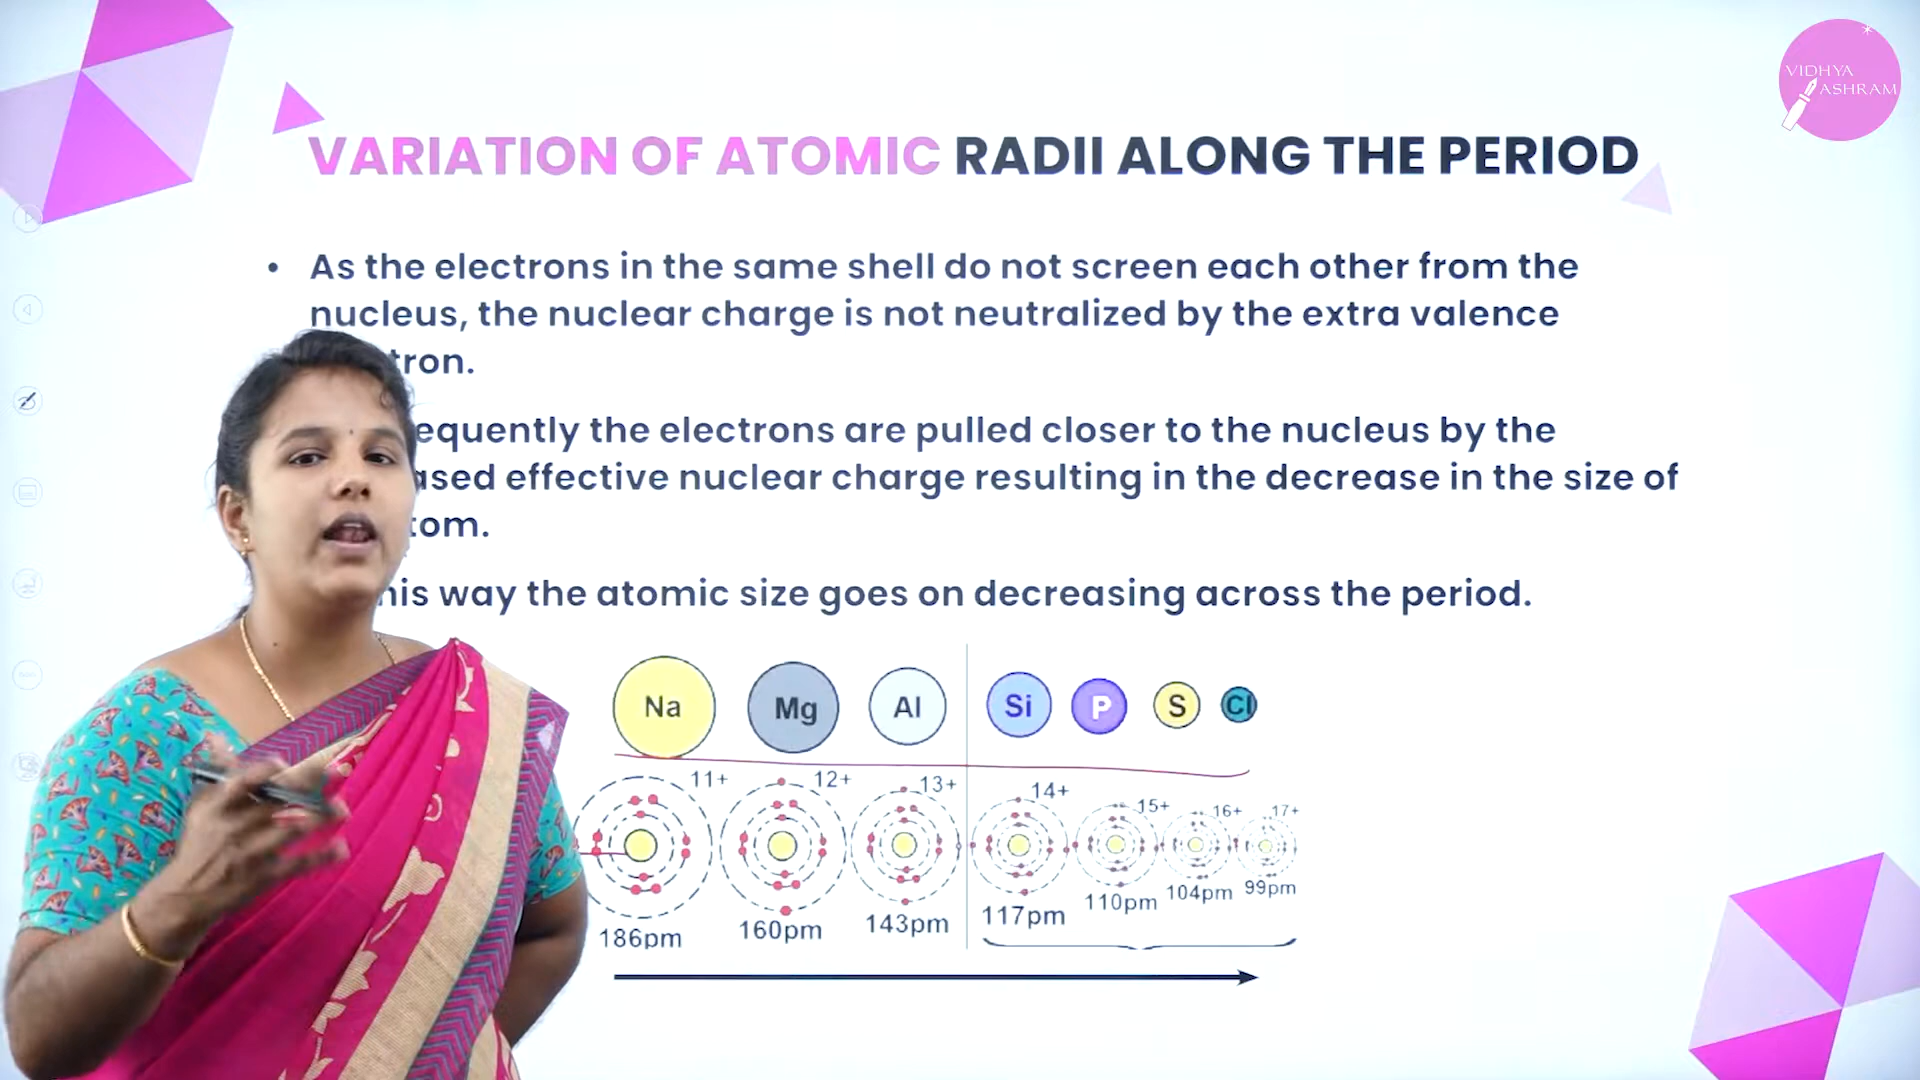 VIDHYA
ASHRAM
VARIATION OF ATOMIC RADII ALONG THE PERIOD
• As the electrons in the same shell do not screen each other from the
nucleus, the nuclear charge is not neutralized by the extra valence
tron.
equently the electrons are pulled closer to the nucleus by the
ased effective nuclear charge resulting in the decrease in the size of
tom.
his way the atomic size goes on decreasing across the period.
Na Mg Al Si P S Cl
11+ 12+ 13+ 14+ 15+ 16+ 17+
186pm 160pm 143pm 117pm 110pm 104pm 99pm